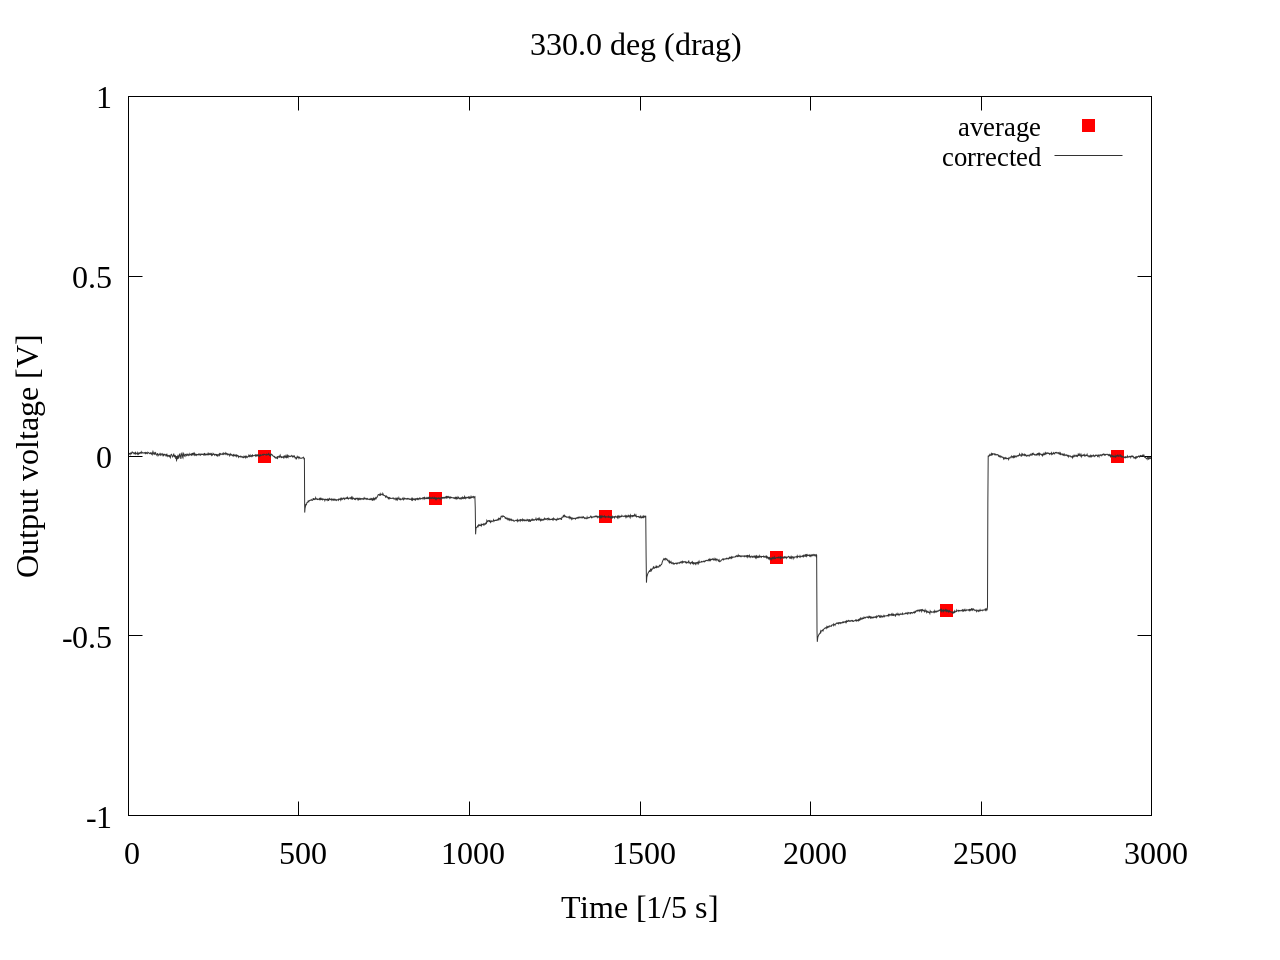 330.0 deg (drag)
average
corrected
1
0.5
0
-0.5
-1
Output voltage [V]
0 500 1000 1500 2000 2500 3000
Time [1/5 s]